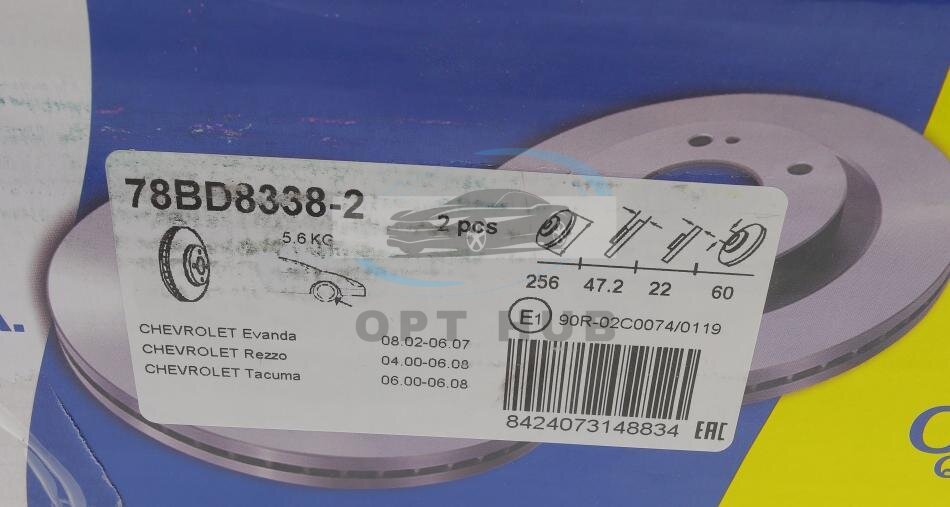 78BD8338-2
5.6 KG
2 pcs
256 47.2 22 60
E1 90R-02C0074/0119
CHEVROLET Evanda 08.02-06.07
CHEVROLET Rezzo 04.00-06.08
CHEVROLET Tacuma 06.00-06.08
8424073148834 EAC
OPT HUB